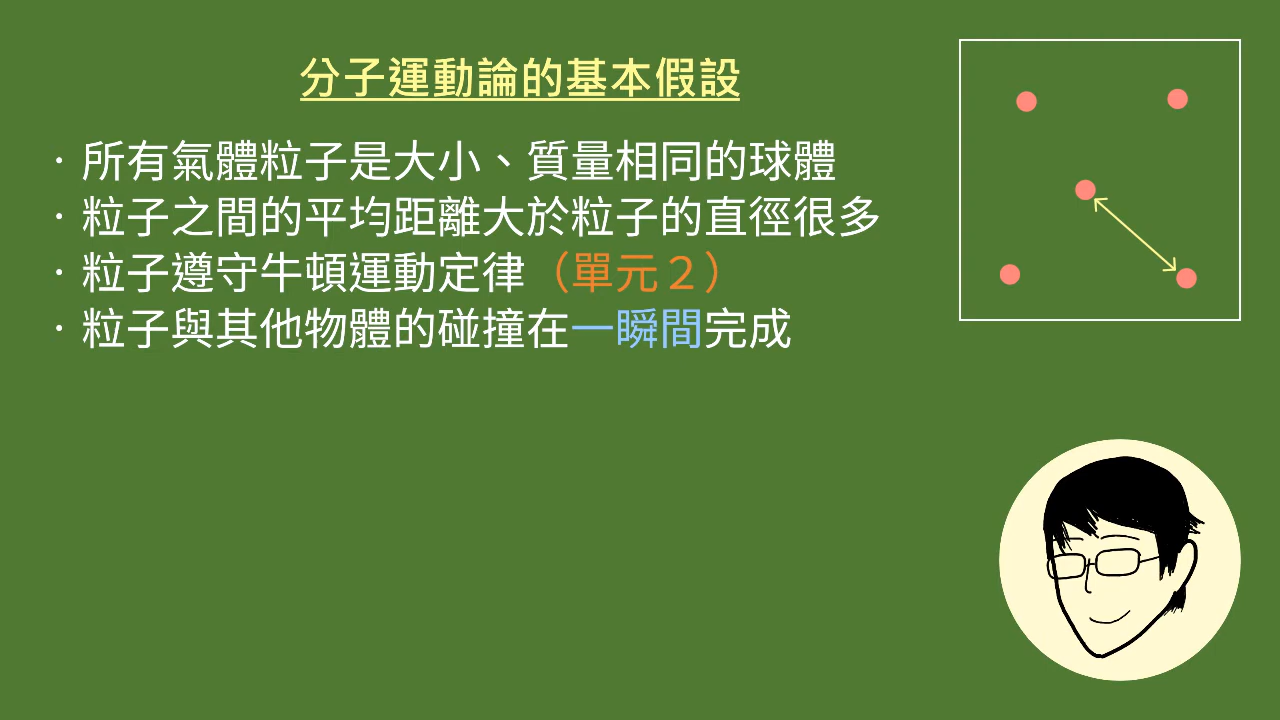 分子運動論的基本假設
· 所有氣體粒子是大小、質量相同的球體
· 粒子之間的平均距離大於粒子的直徑很多
· 粒子遵守牛頓運動定律（單元２）
· 粒子與其他物體的碰撞在一瞬間完成